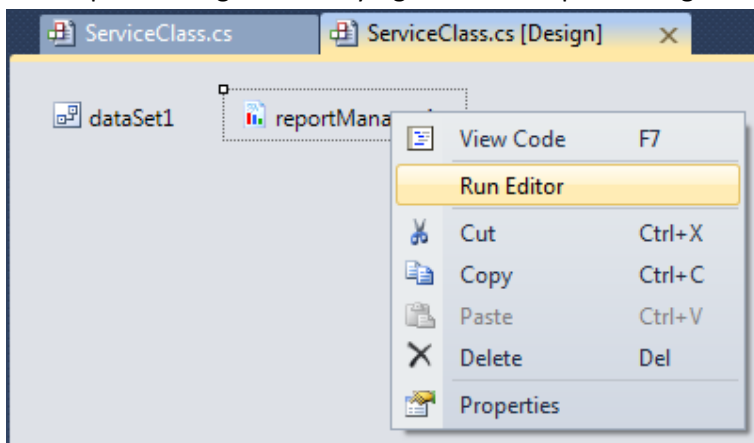 ServiceClass.cs
ServiceClass.cs [Design]
dataSet1
View Code F7
Run Editor
Cut Ctrl+X
Copy Ctrl+C
Paste Ctrl+V
Delete Del
Properties